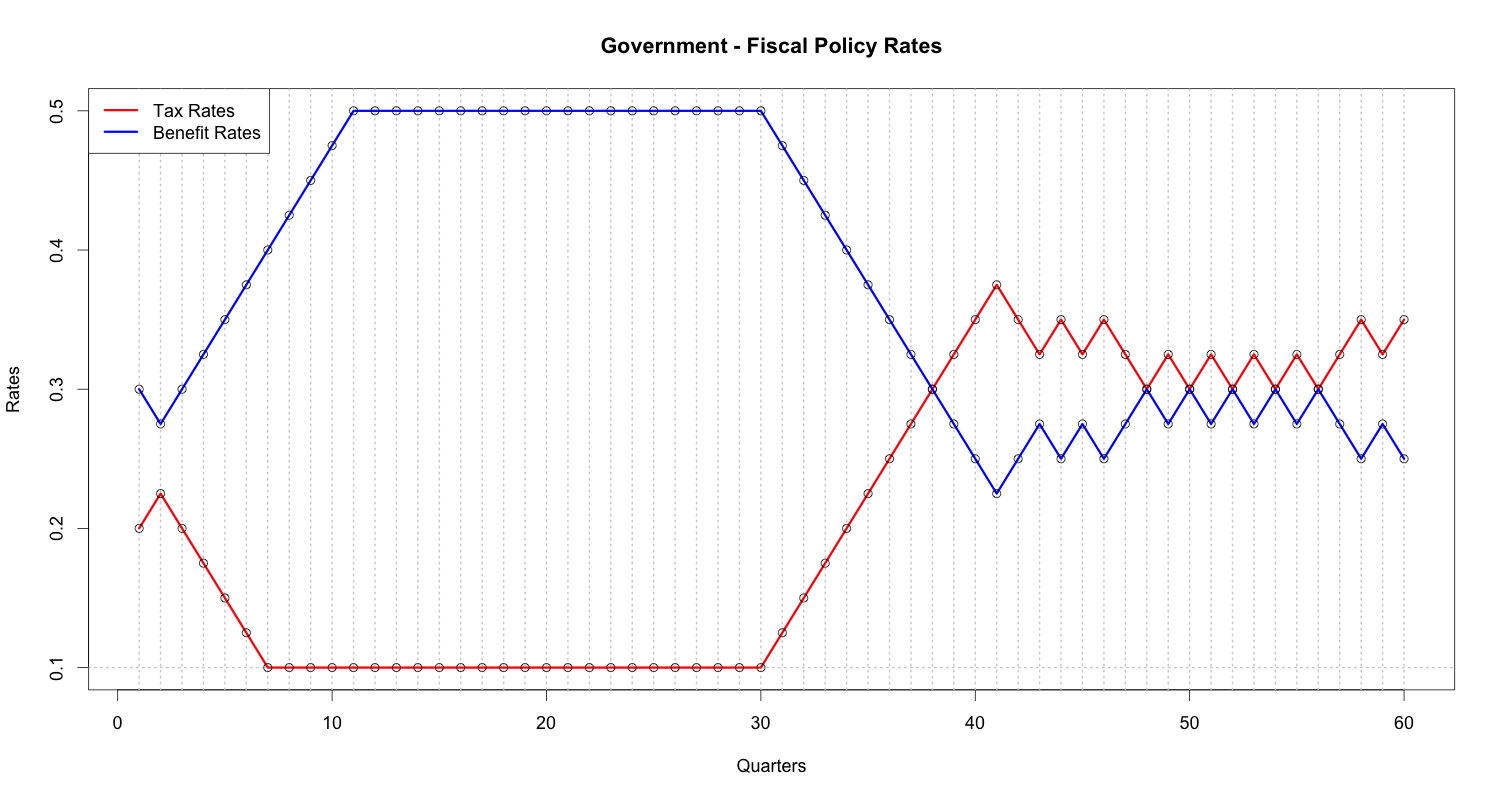 Government - Fiscal Policy Rates
Tax Rates
Benefit Rates
0.5
0.4
0.3
0.2
0.1
Rates
0 10 20 30 40 50 60
Quarters